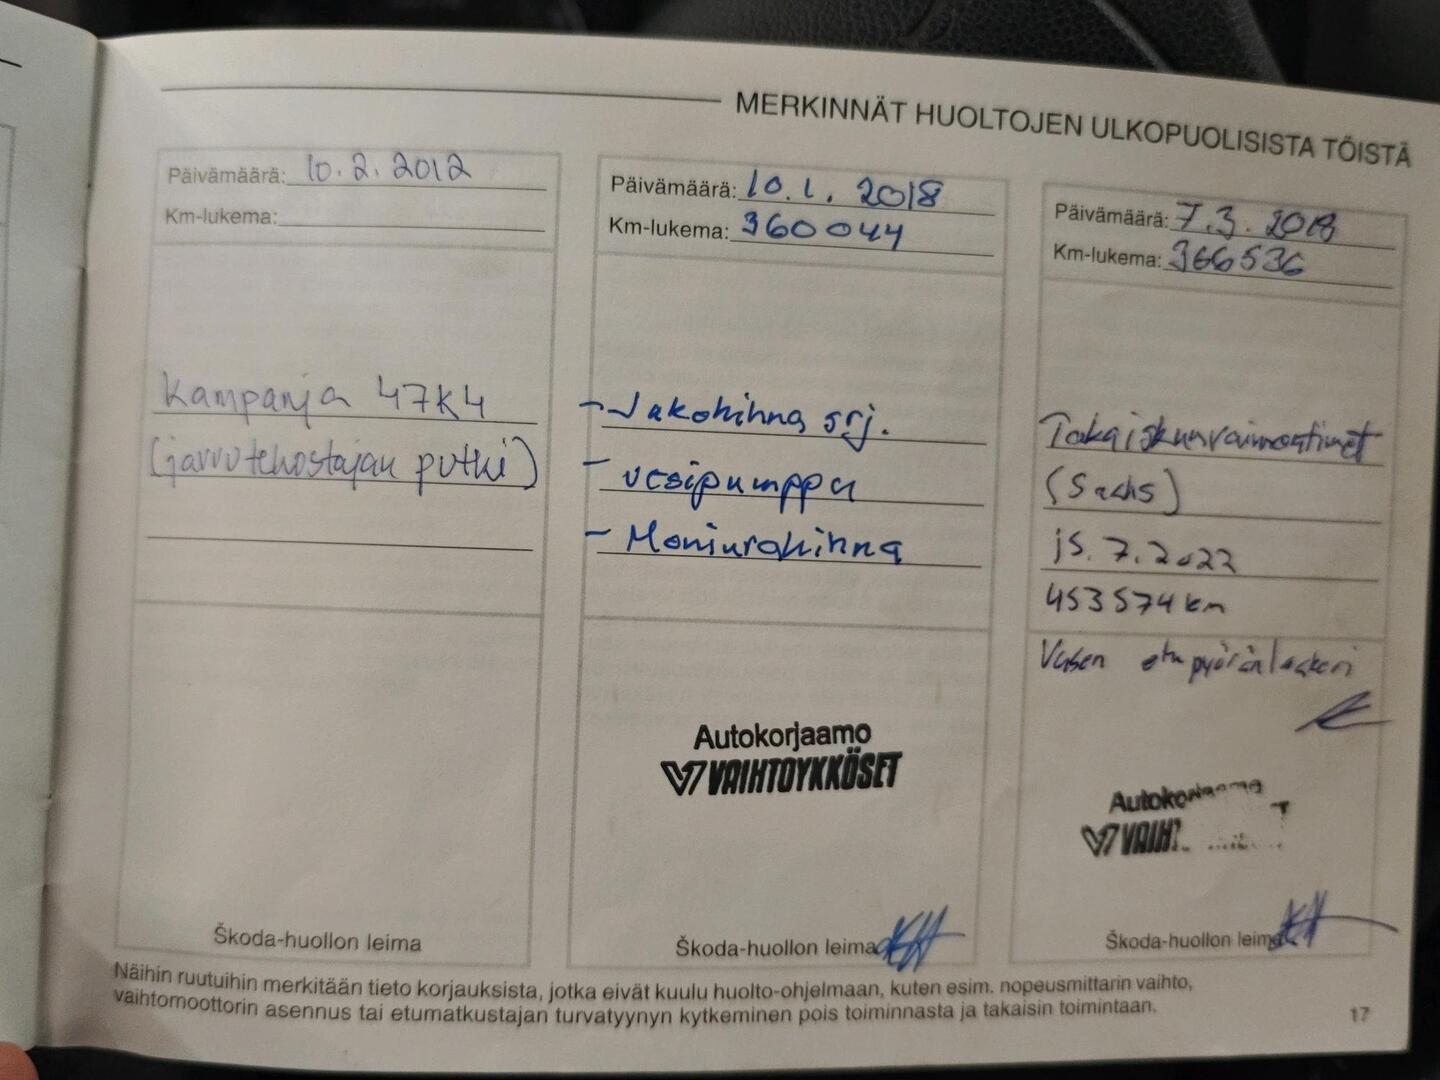 MERKINNÄT HUOLTOJEN ULKOPUOLISISTA TÖISTÄ
Päivämäärä: 10.2.2012
Km-lukema:
Kampanja 47K4
(jarrutehostajan putki)
Škoda-huollon leima
Päivämäärä: 10.1.2018
Km-lukema: 360044
- Jakohihna srj.
- vesipumppu
- Moniurahihna
Autokorjaamo
VAIHTOYKKÖSET
Škoda-huollon leima
Päivämäärä: 7.3.2018
Km-lukema: 366536
Takaiskunvaimentimet
(Sachs)
15.7.2022
453574 km
Vasen etupyöränlaakeri
Autokorjaamo
VAIH
Škoda-huollon leima
Näihin ruutuihin merkitään tieto korjauksista, jotka eivät kuulu huolto-ohjelmaan, kuten esim. nopeusmittarin vaihto,
vaihtomoottorin asennus tai etumatkustajan turvatyynyn kytkeminen pois toiminnasta ja takaisin toimintaan.
17